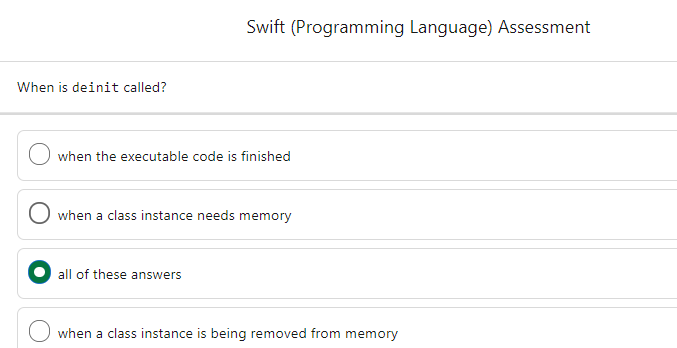 Swift (Programming Language) Assessment
When is deinit called?
when the executable code is finished
when a class instance needs memory
all of these answers
when a class instance is being removed from memory